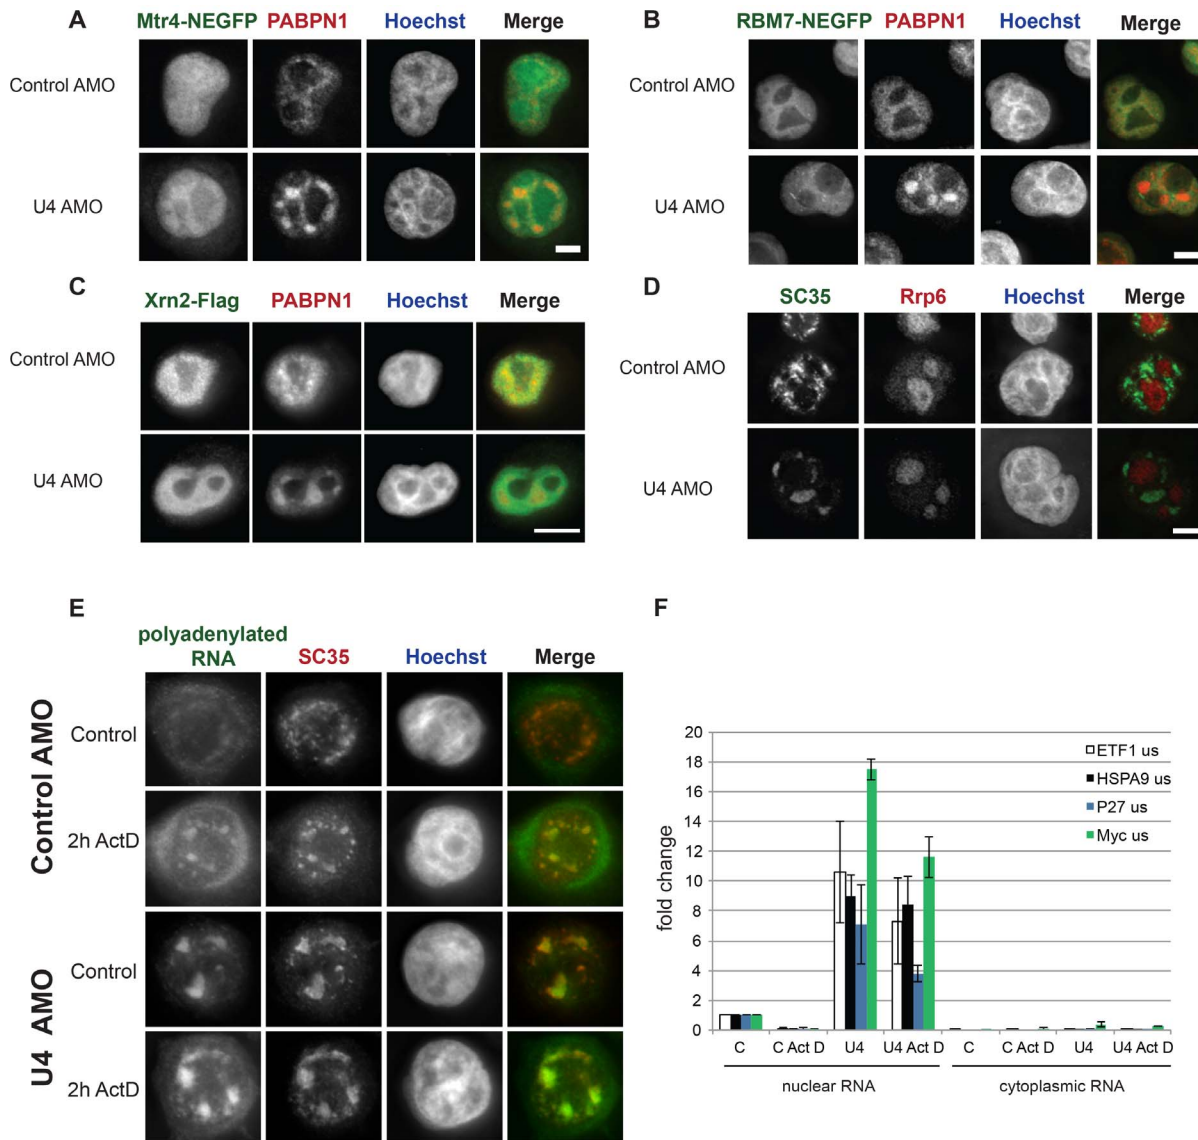 A
Mtr4-NEGFP PABPN1 Hoechst Merge
Control AMO
U4 AMO
B
RBM7-NEGFP PABPN1 Hoechst Merge
Control AMO
U4 AMO
C
Xrn2-Flag PABPN1 Hoechst Merge
Control AMO
U4 AMO
D
SC35 Rrp6 Hoechst Merge
Control AMO
U4 AMO
E
polyadenylated
RNA SC35 Hoechst Merge
Control AMO
Control
2h ActD
U4 AMO
Control
2h ActD
F
fold change
20
18
16
14
12
10
8
6
4
2
0
ETF1 us
HSPA9 us
P27 us
Myc us
C C Act D U4 U4 Act D C C Act D U4 U4 Act D
nuclear RNA cytoplasmic RNA